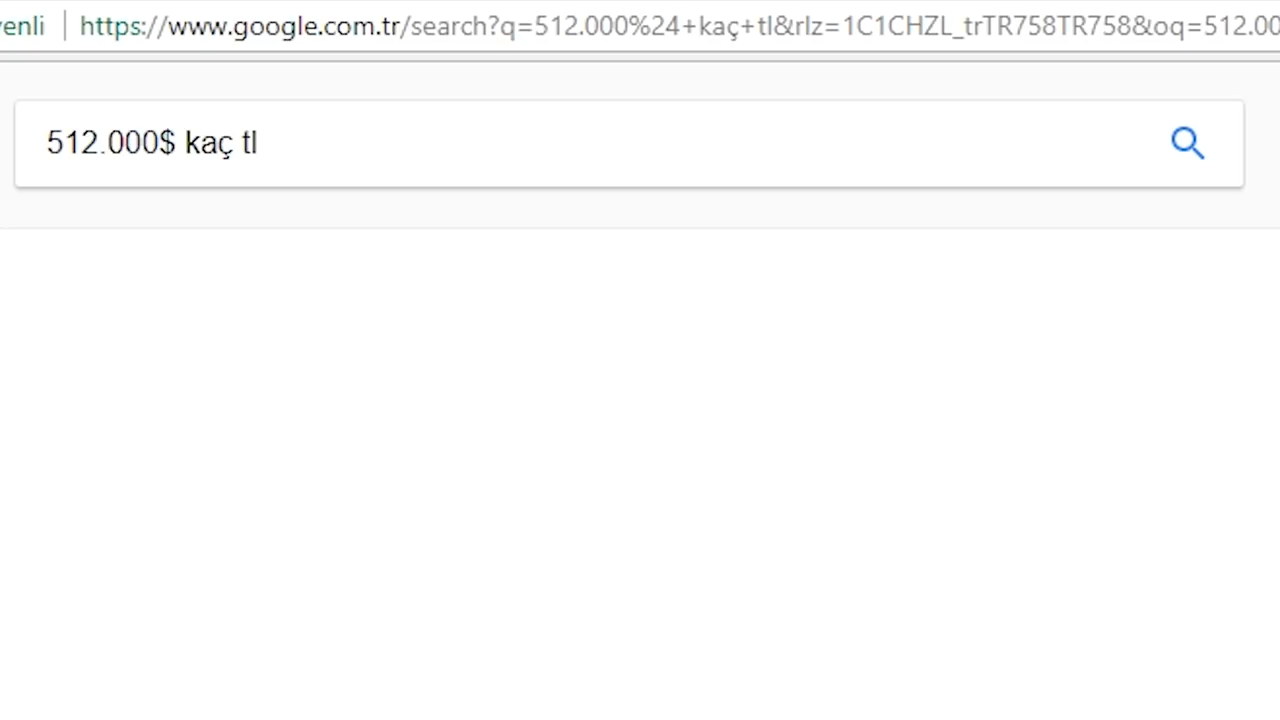 venli https://www.google.com.tr/search?q=512.000%24+kaç+tl&rlz=1C1CHZL_trTR758TR758&oq=512.00
512.000$ kaç tl